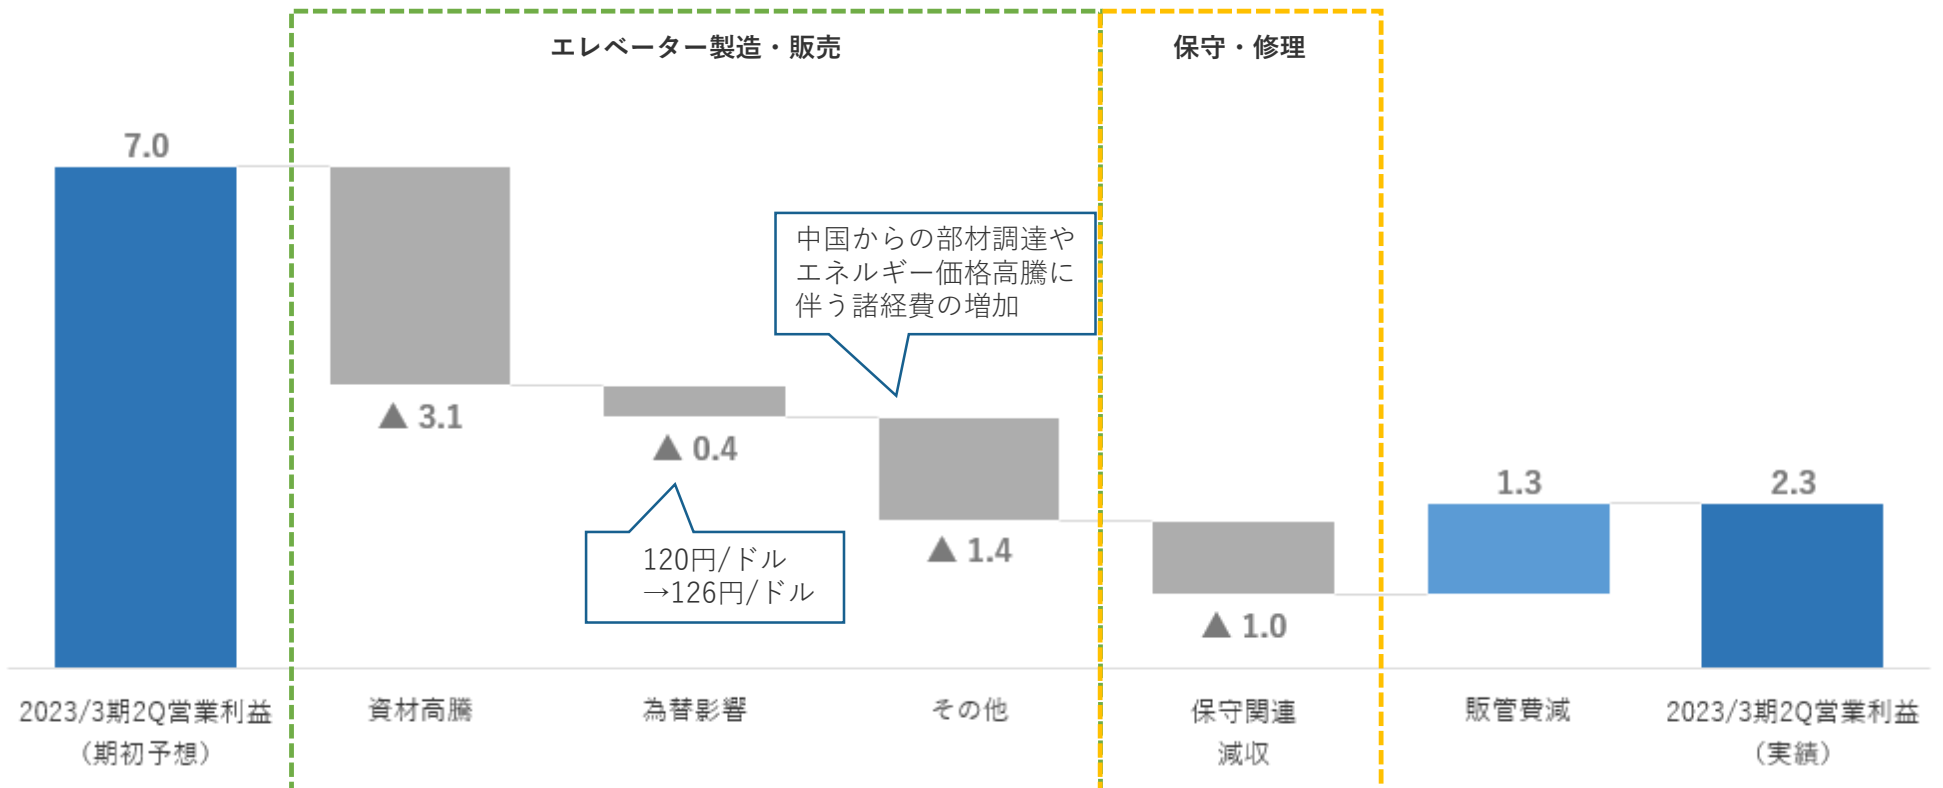 エレベーター製造・販売
保守・修理
7.0
中国からの部材調達や
エネルギー価格高騰に
伴う諸経費の増加
▲ 3.1
▲ 0.4
120円/ドル
→126円/ドル
▲ 1.4
▲ 1.0
1.3
2.3
2023/3期2Q営業利益
（期初予想）
資材高騰
為替影響
その他
保守関連
減収
販管費減
2023/3期2Q営業利益
（実績）